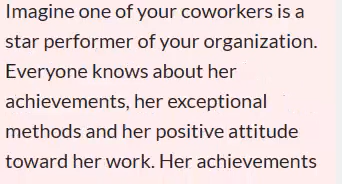 Imagine one of your coworkers is a
star performer of your organization.
Everyone knows about her
achievements, her exceptional
methods and her positive attitude
toward her work. Her achievements